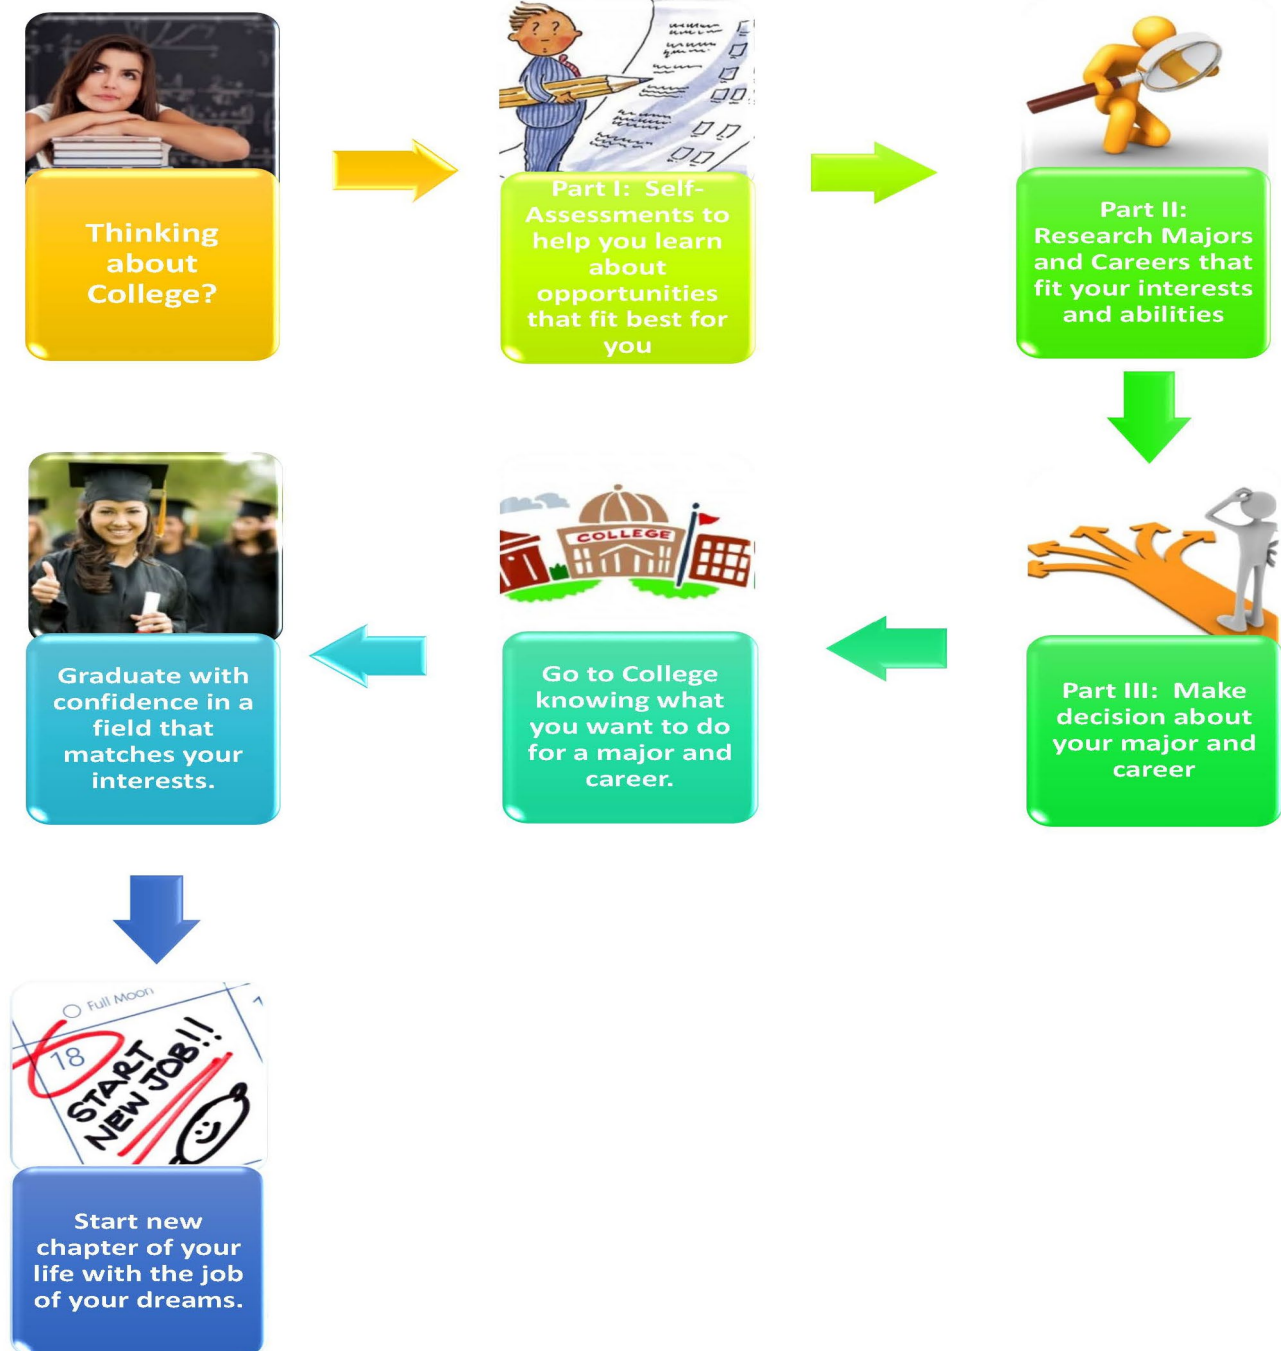 Thinking
about
College?
Part I:  Self-
Assessments to
help you learn
about
opportunities
that fit best for
you
Part II:
Research Majors
and Careers that
fit your interests
and abilities
COLLEGE
Part III:  Make
decision about
your major and
career
Go to College
knowing what
you want to do
for a major and
career.
Graduate with
confidence in a
field that
matches your
interests.
Full Moon
18
START
NEW JOB!!
Start new
chapter of your
life with the job
of your dreams.